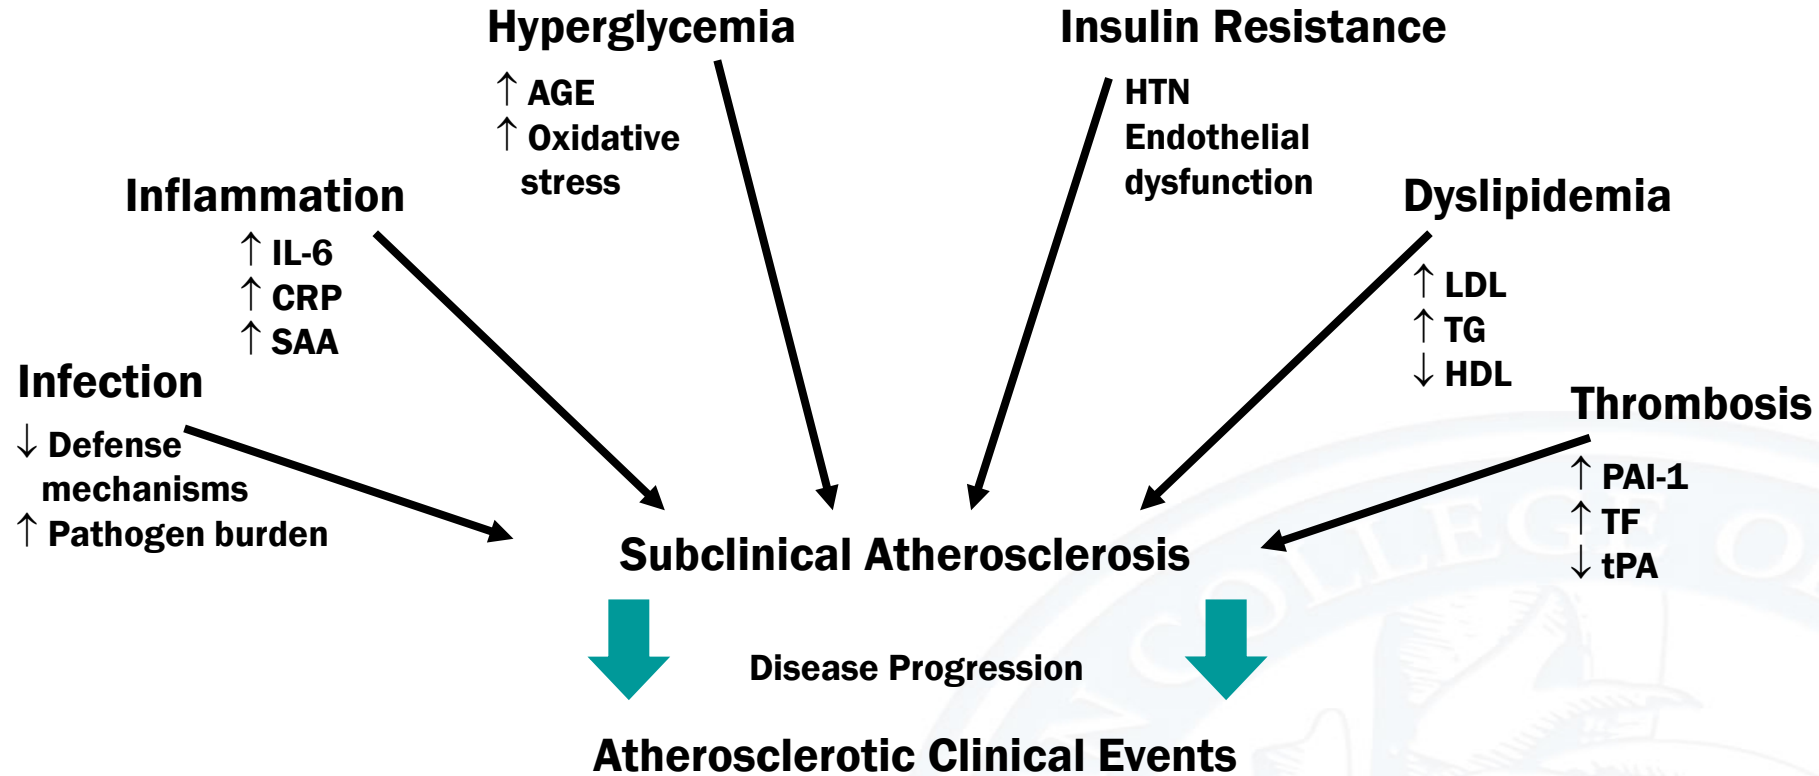 Hyperglycemia
↑ AGE
↑ Oxidative
stress
Insulin Resistance
HTN
Endothelial
dysfunction
Inflammation
↑ IL-6
↑ CRP
↑ SAA
Dyslipidemia
↑ LDL
↑ TG
↓ HDL
Infection
↓ Defense
mechanisms
↑ Pathogen burden
Thrombosis
↑ PAI-1
↑ TF
↓ tPA
Subclinical Atherosclerosis
Disease Progression
Atherosclerotic Clinical Events
COLLEGE